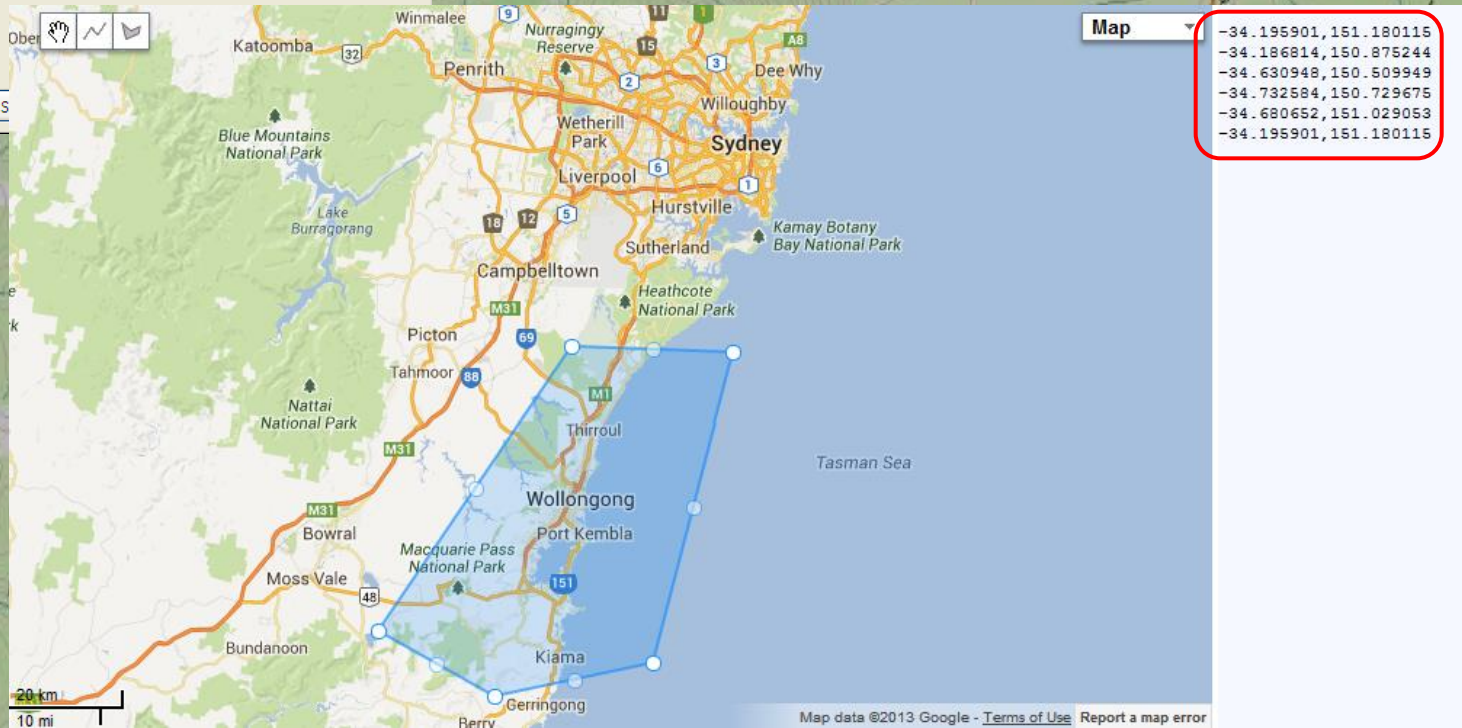 Winmalee
9
11
1
Map
Nurragingy
Reserve
15
A8
Katoomba
32
Penrith
3
Dee Why
2
Willoughby
Blue Mountains
National Park
Wetherill
Park
Sydney
Liverpool
6
1
Lake
Burragorang
18
12
5
Hurstville
Sutherland
Kamay Botany
Bay National Park
Campbelltown
M31
Heathcote
National Park
Picton
69
Tahmoor
88
Nattai
National Park
M1
Thirroul
M31
Tasman Sea
Wollongong
M31
Bowral
Port Kembla
Macquarie Pass
National Park
Moss Vale
151
48
Bundanoon
Kiama
20 km
10 mi
Gerringong
Berry
Map data ©2013 Google - Terms of Use
Report a map error
-34.195901,151.180115
-34.186814,150.875244
-34.630948,150.509949
-34.732584,150.729675
-34.680652,151.029053
-34.195901,151.180115